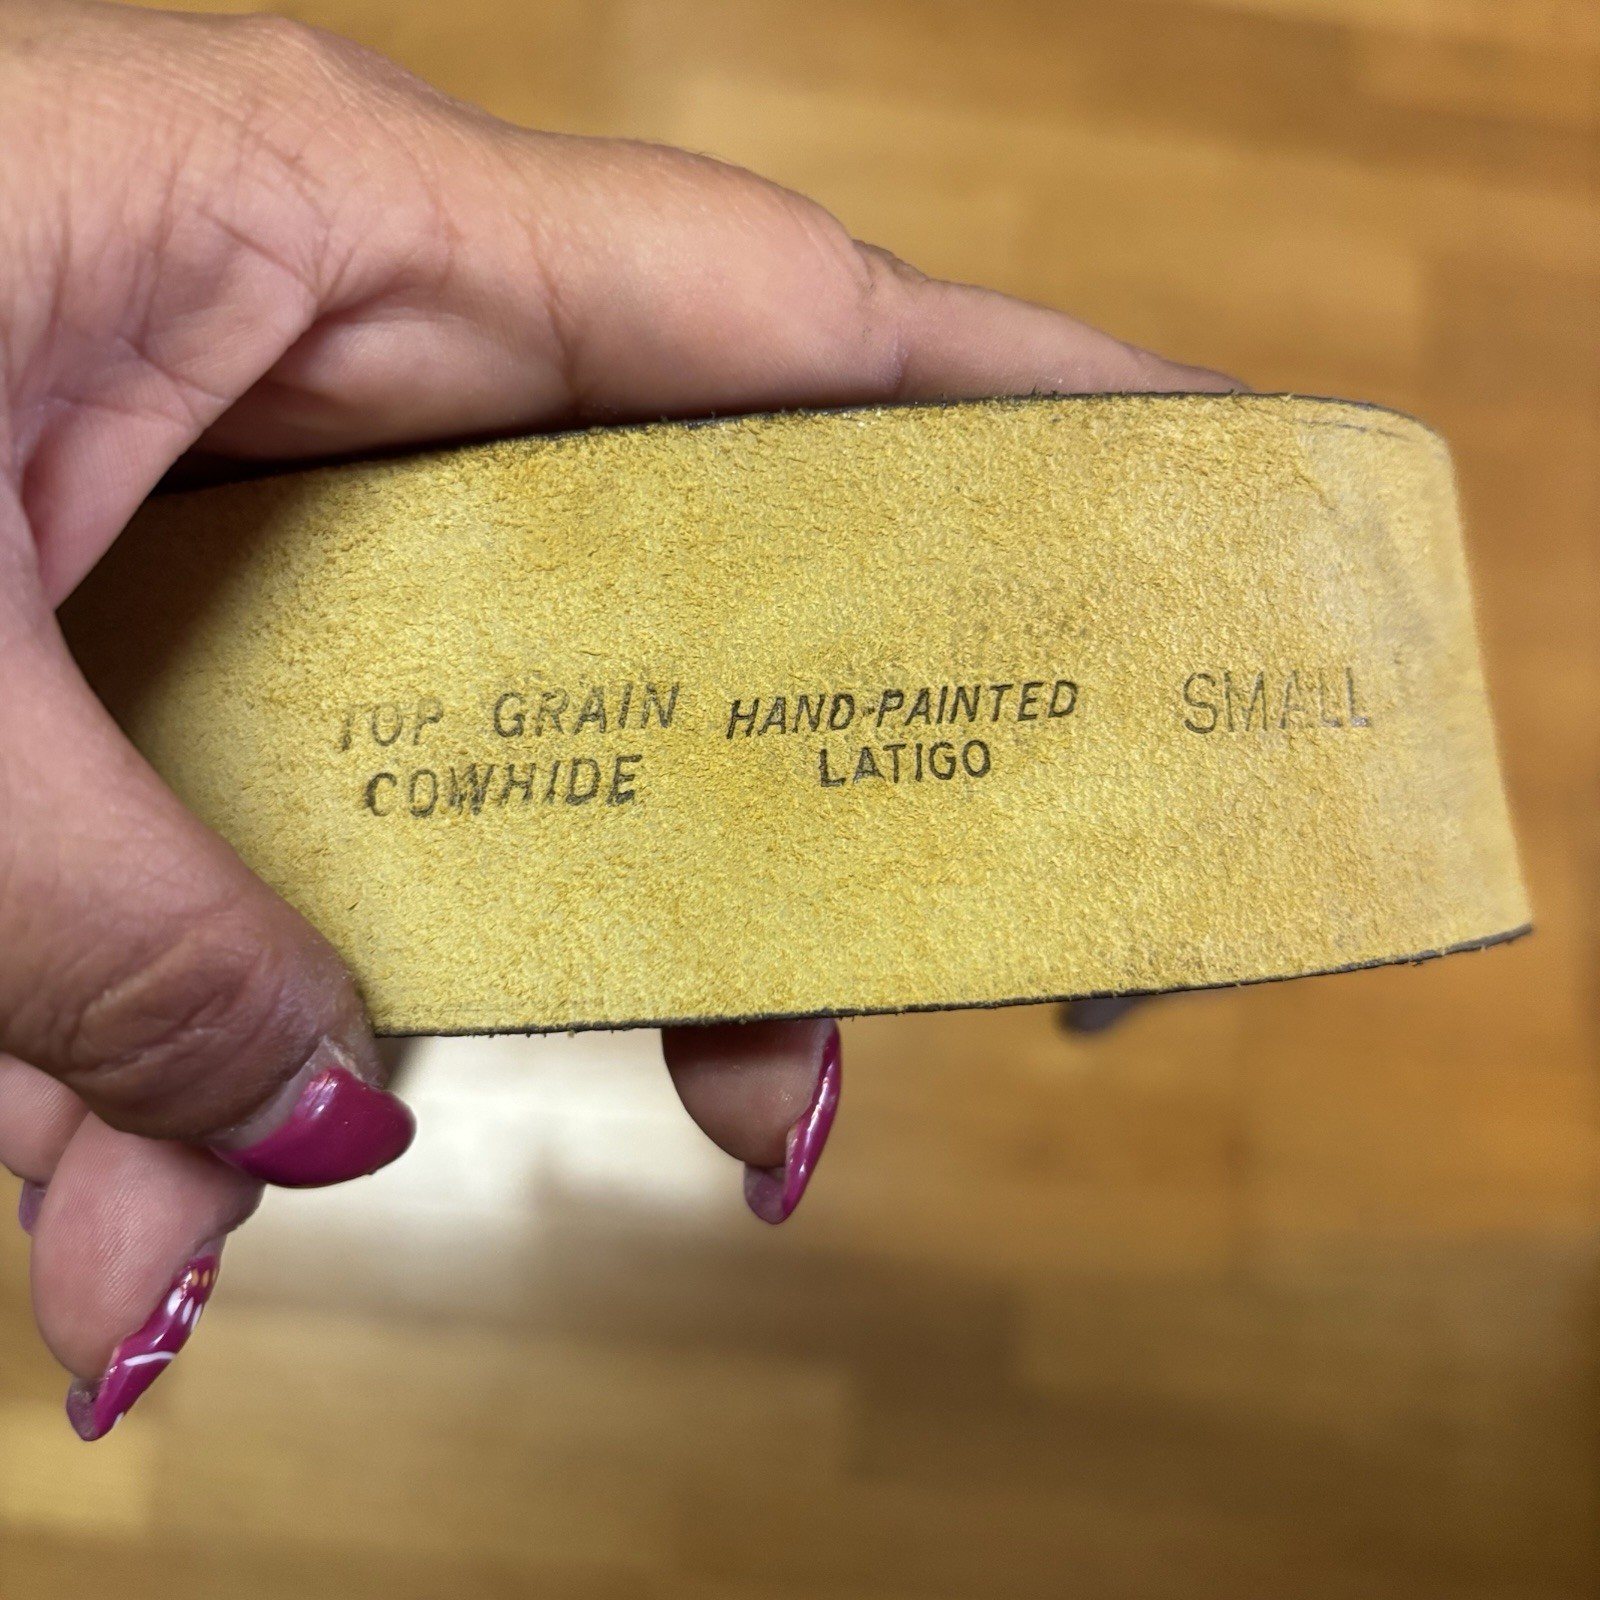 TOP GRAIN
COWHIDE
HAND-PAINTED
LATIGO
SMALL